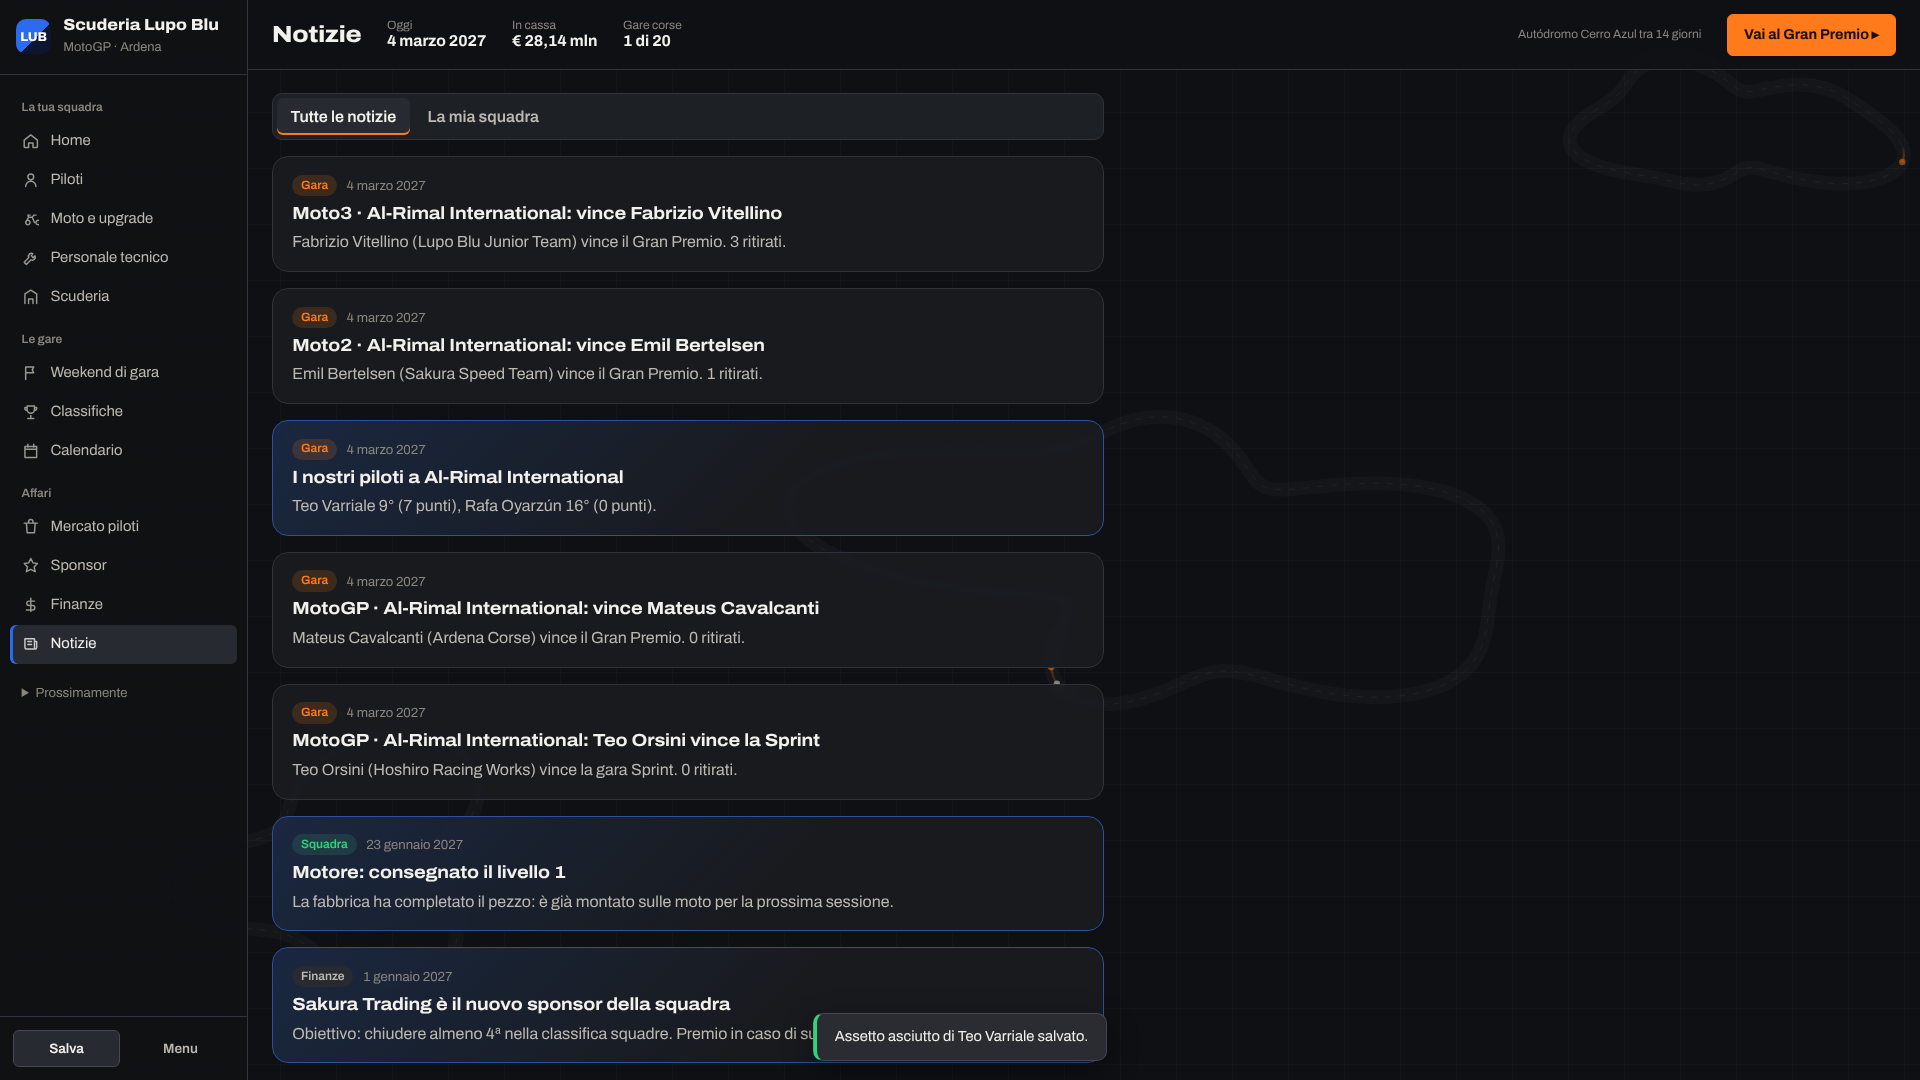 LUB
Scuderia Lupo Blu
MotoGP · Ardena
Notizie
Oggi
4 marzo 2027
In cassa
€ 28,14 mln
Gare corse
1 di 20
Autódromo Cerro Azul tra 14 giorni
Vai al Gran Premio ▸
La tua squadra
Home
Piloti
Moto e upgrade
Personale tecnico
Scuderia
Le gare
Weekend di gara
Classifiche
Calendario
Affari
Mercato piloti
Sponsor
Finanze
Notizie
▶ Prossimamente
Salva
Menu
Tutte le notizie
La mia squadra
Gara 4 marzo 2027
Moto3 · Al-Rimal International: vince Fabrizio Vitellino
Fabrizio Vitellino (Lupo Blu Junior Team) vince il Gran Premio. 3 ritirati.
Gara 4 marzo 2027
Moto2 · Al-Rimal International: vince Emil Bertelsen
Emil Bertelsen (Sakura Speed Team) vince il Gran Premio. 1 ritirati.
Gara 4 marzo 2027
I nostri piloti a Al-Rimal International
Teo Varriale 9° (7 punti), Rafa Oyarzún 16° (0 punti).
Gara 4 marzo 2027
MotoGP · Al-Rimal International: vince Mateus Cavalcanti
Mateus Cavalcanti (Ardena Corse) vince il Gran Premio. 0 ritirati.
Gara 4 marzo 2027
MotoGP · Al-Rimal International: Teo Orsini vince la Sprint
Teo Orsini (Hoshiro Racing Works) vince la gara Sprint. 0 ritirati.
Squadra 23 gennaio 2027
Motore: consegnato il livello 1
La fabbrica ha completato il pezzo: è già montato sulle moto per la prossima sessione.
Finanze 1 gennaio 2027
Sakura Trading è il nuovo sponsor della squadra
Obiettivo: chiudere almeno 4ª nella classifica squadre. Premio in caso di
Assetto asciutto di Teo Varriale salvato.